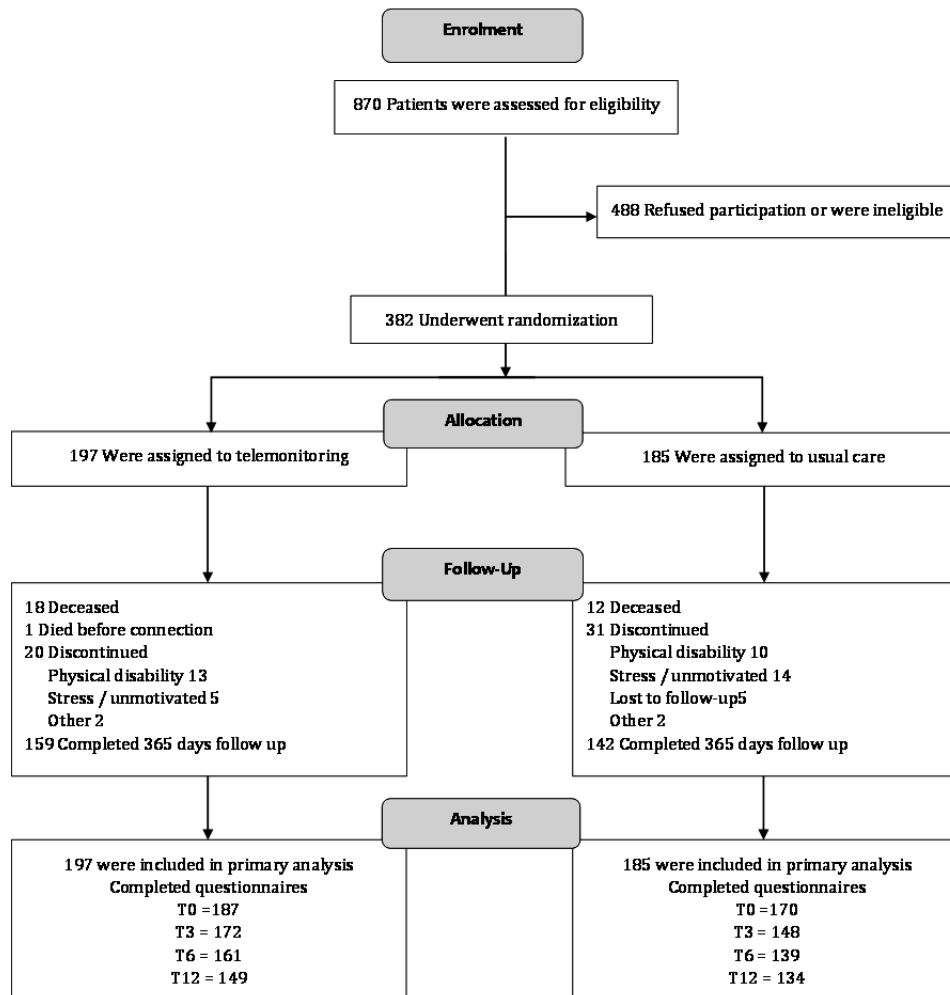 Enrolment
870 Patients were assessed for eligibility
488 Refused participation or were ineligible
382 Underwent randomization
Allocation
197 Were assigned to telemonitoring
185 Were assigned to usual care
Follow-Up
18 Deceased
1 Died before connection
20 Discontinued
Physical disability 13
Stress / unmotivated 5
Other 2
159 Completed 365 days follow up
12 Deceased
31 Discontinued
Physical disability 10
Stress / unmotivated 14
Lost to follow-up5
Other 2
142 Completed 365 days follow up
Analysis
197 were included in primary analysis
Completed questionnaires
T0 =187
T3 = 172
T6 = 161
T12 = 149
185 were included in primary analysis
Completed questionnaires
T0 =170
T3 = 148
T6 = 139
T12 = 134